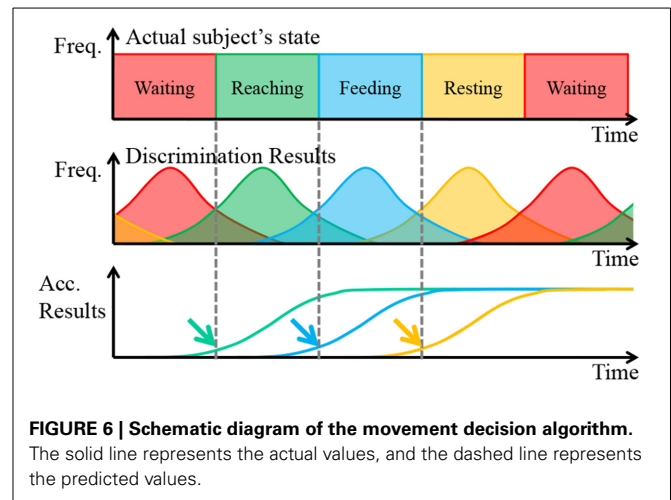 Freq.
Actual subject's state
Waiting
Reaching
Feeding
Resting
Waiting
Time
Freq.
Discrimination Results
Time
Acc.
Results
Time
FIGURE 6 | Schematic diagram of the movement decision algorithm.
The solid line represents the actual values, and the dashed line represents
the predicted values.